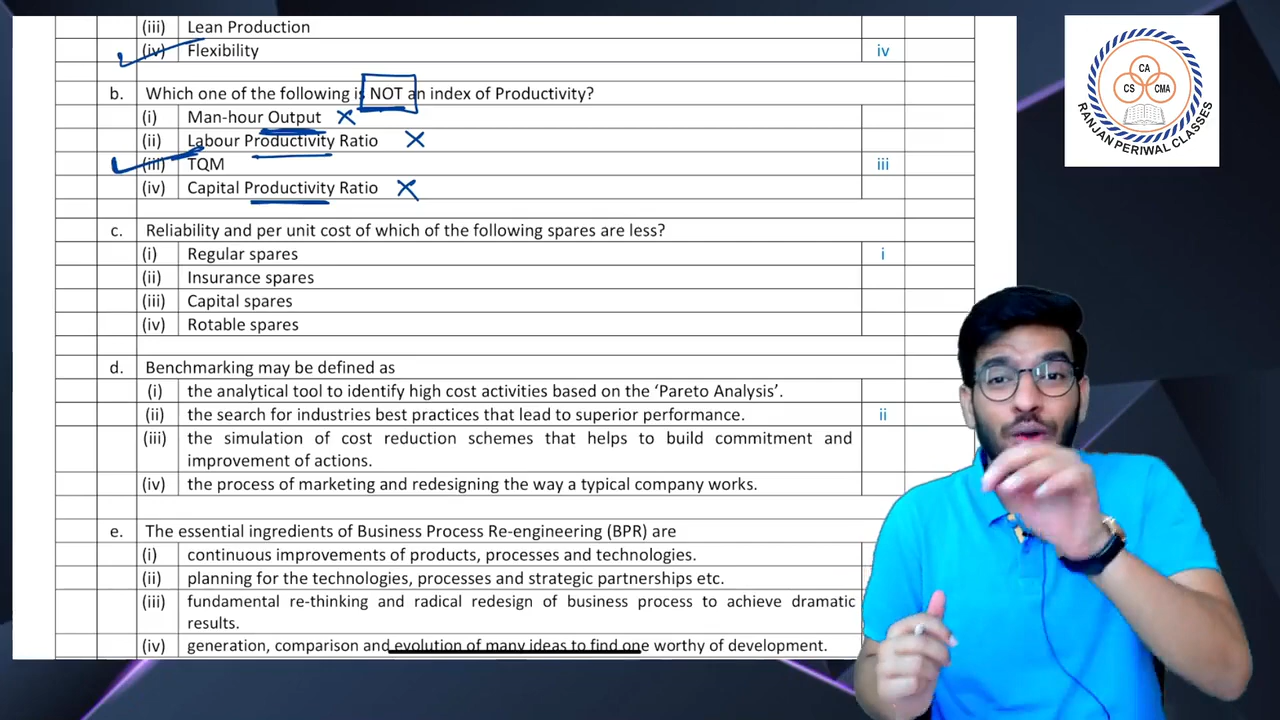 (iii) Lean Production
(iv) Flexibility iv
b. Which one of the following is NOT an index of Productivity?
(i) Man-hour Output
(ii) Labour Productivity Ratio
(iii) TQM iii
(iv) Capital Productivity Ratio
c. Reliability and per unit cost of which of the following spares are less?
(i) Regular spares i
(ii) Insurance spares
(iii) Capital spares
(iv) Rotable spares
d. Benchmarking may be defined as
(i) the analytical tool to identify high cost activities based on the ‘Pareto Analysis’.
(ii) the search for industries best practices that lead to superior performance. ii
(iii) the simulation of cost reduction schemes that helps to build commitment and
improvement of actions.
(iv) the process of marketing and redesigning the way a typical company works.
e. The essential ingredients of Business Process Re-engineering (BPR) are
(i) continuous improvements of products, processes and technologies.
(ii) planning for the technologies, processes and strategic partnerships etc.
(iii) fundamental re-thinking and radical redesign of business process to achieve dramatic
results.
(iv) generation, comparison and evolution of many ideas to find one worthy of development.
CA
CS CMA
RANJAN PERIWAL CLASSES